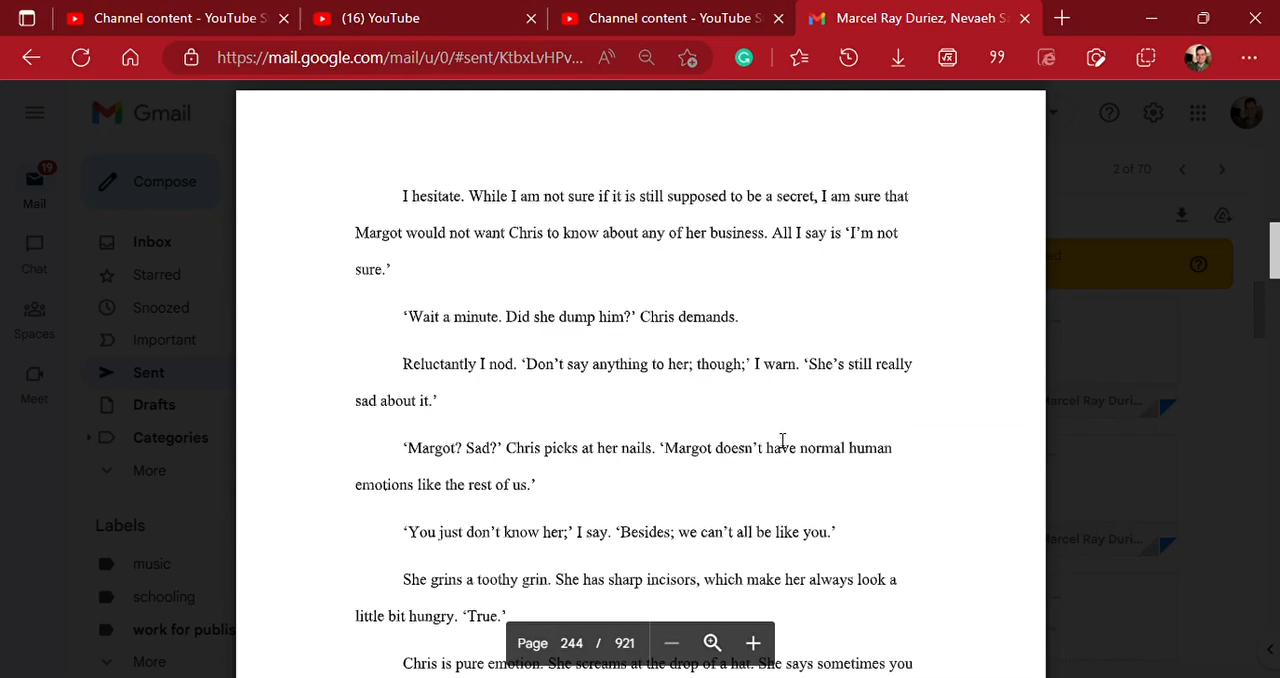 Channel content - YouTube S
(16) YouTube
Channel content - YouTube S
Marcel Ray Duriez, Nevaeh Sa
https://mail.google.com/mail/u/0/#sent/KtbxLvHPv...
Gmail
2 of 70
19
Mail
Chat
Spaces
Meet
Compose
Inbox
Starred
Snoozed
Important
Sent
Drafts
Categories
More
Labels
music
schooling
work for publis
More
I hesitate. While I am not sure if it is still supposed to be a secret, I am sure that
Margot would not want Chris to know about any of her business. All I say is ‘I’m not
sure.’
‘Wait a minute. Did she dump him?’ Chris demands.
Reluctantly I nod. ‘Don’t say anything to her; though;’ I warn. ‘She’s still really
sad about it.’
‘Margot? Sad?’ Chris picks at her nails. ‘Margot doesn’t have normal human
emotions like the rest of us.’
‘You just don’t know her;’ I say. ‘Besides; we can’t all be like you.’
She grins a toothy grin. She has sharp incisors, which make her always look a
little bit hungry. ‘True.’
Chris is pure emotion. She screams at the drop of a hat. She says sometimes you
Page 244 / 921
Marcel Ray Duri...
Marcel Ray Duri...